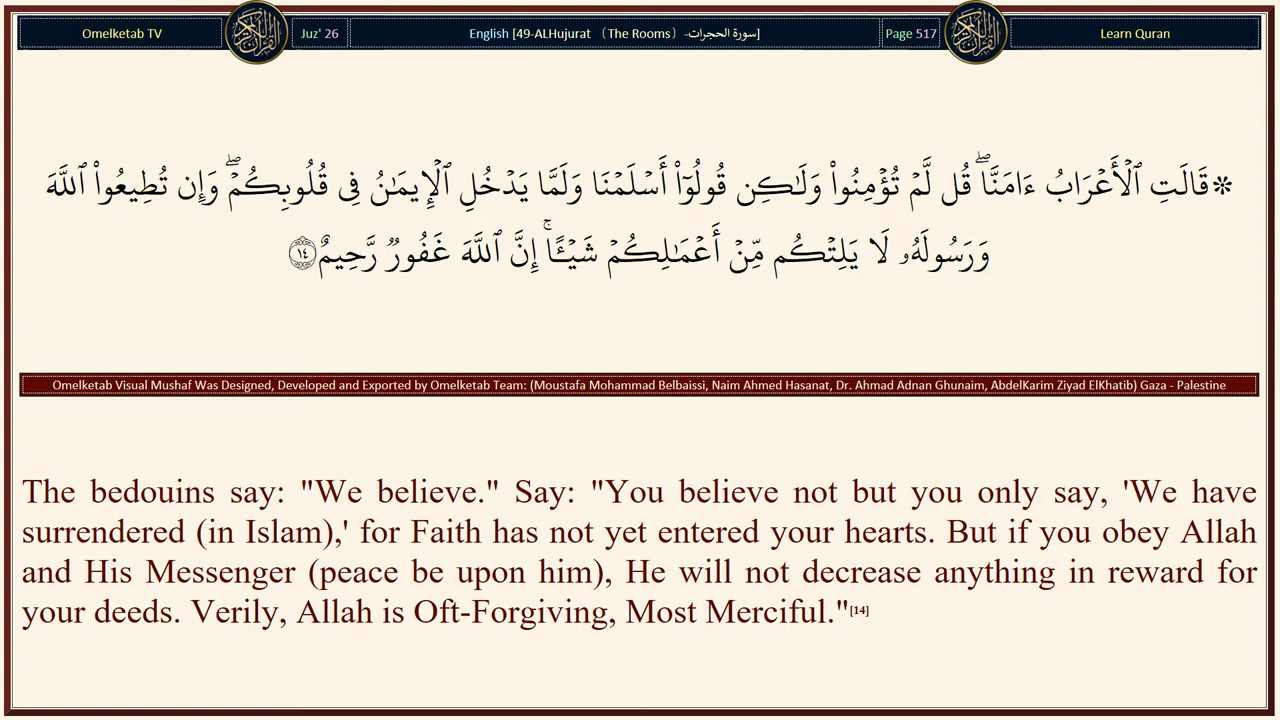 Omelketab TV
Juz' 26
English [49-ALHujurat (The Rooms) -سورة الحجرات]
Page 517
Learn Quran
۞ قَالَتِ ٱلۡأَعۡرَابُ ءَامَنَّاۖ قُل لَّمۡ تُؤۡمِنُواْ وَلَٰكِن قُولُوٓاْ أَسۡلَمۡنَا وَلَمَّا يَدۡخُلِ ٱلۡإِيمَٰنُ فِي قُلُوبِكُمۡۖ وَإِن تُطِيعُواْ ٱللَّهَ
وَرَسُولَهُۥ لَا يَلِتۡكُم مِّنۡ أَعۡمَٰلِكُمۡ شَيۡـًٔاۚ إِنَّ ٱللَّهَ غَفُورٞ رَّحِيمٌ ١٤
Omelketab Visual Mushaf Was Designed, Developed and Exported by Omelketab Team: (Moustafa Mohammad Belbaissi, Naim Ahmed Hasanat, Dr. Ahmad Adnan Ghunaim, AbdelKarim Ziyad ElKhatib) Gaza - Palestine
The bedouins say: "We believe." Say: "You believe not but you only say, 'We have
surrendered (in Islam),' for Faith has not yet entered your hearts. But if you obey Allah
and His Messenger (peace be upon him), He will not decrease anything in reward for
your deeds. Verily, Allah is Oft-Forgiving, Most Merciful."[14]